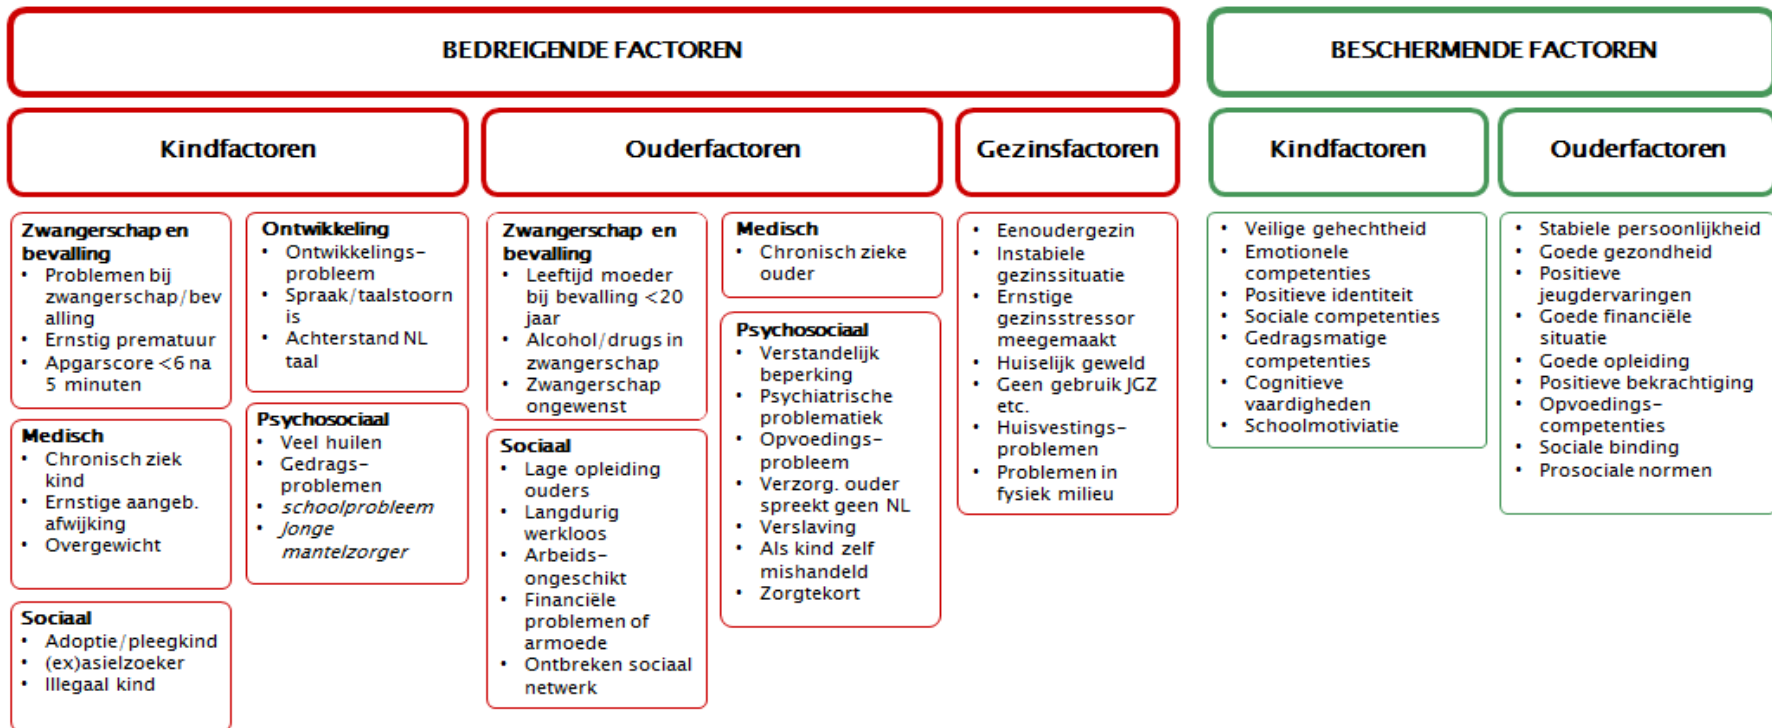 BEDREIGENDE FACTOREN
BESCHERMENDE FACTOREN
Kindfactoren
Ouderfactoren
Gezinsfactoren
Kindfactoren
Ouderfactoren
Zwangerschap en
bevalling
• Problemen bij
zwangerschap/bev
alling
• Ernstig prematuur
• Apgarscore <6 na
5 minuten
Medisch
• Chronisch ziek
kind
• Ernstige aangeb.
afwijking
• Overgewicht
Sociaal
• Adoptie/pleegkind
• (ex)asielzoeker
• Illegaal kind
Ontwikkeling
• Ontwikkelings-
probleem
• Spraak/taalstoorn
is
• Achterstand NL
taal
Psychosociaal
• Veel huilen
• Gedrags-
problemen
• schoolprobleem
• Jonge
mantelzorger
Zwangerschap en
bevalling
• Leeftijd moeder
bij bevalling <20
jaar
• Alcohol/drugs in
zwangerschap
• Zwangerschap
ongewenst
Sociaal
• Lage opleiding
ouders
• Langdurig
werkloos
• Arbeids-
ongeschikt
• Financiële
problemen of
armoede
• Ontbreken sociaal
netwerk
Medisch
• Chronisch zieke
ouder
Psychosociaal
• Verstandelijk
beperking
• Psychiatrische
problematiek
• Opvoedings-
probleem
• Verzorg. ouder
spreekt geen NL
• Verslaving
• Als kind zelf
mishandeld
• Zorgtekort
• Eenoudergezin
• Instabiele
gezinssituatie
• Ernstige
gezinsstressor
meegemaakt
• Huiselijk geweld
• Geen gebruik JGZ
etc.
• Huisvestings-
problemen
• Problemen in
fysiek milieu
• Veilige gehechtheid
• Emotionele
competenties
• Positieve identiteit
• Sociale competenties
• Gedragsmatige
competenties
• Cognitieve
vaardigheden
• Schoolmotiviatie
• Stabiele persoonlijkheid
• Goede gezondheid
• Positieve
jeugdervaringen
• Goede financiële
situatie
• Goede opleiding
• Positieve bekrachtiging
• Opvoedings-
competenties
• Sociale binding
• Prosociale normen